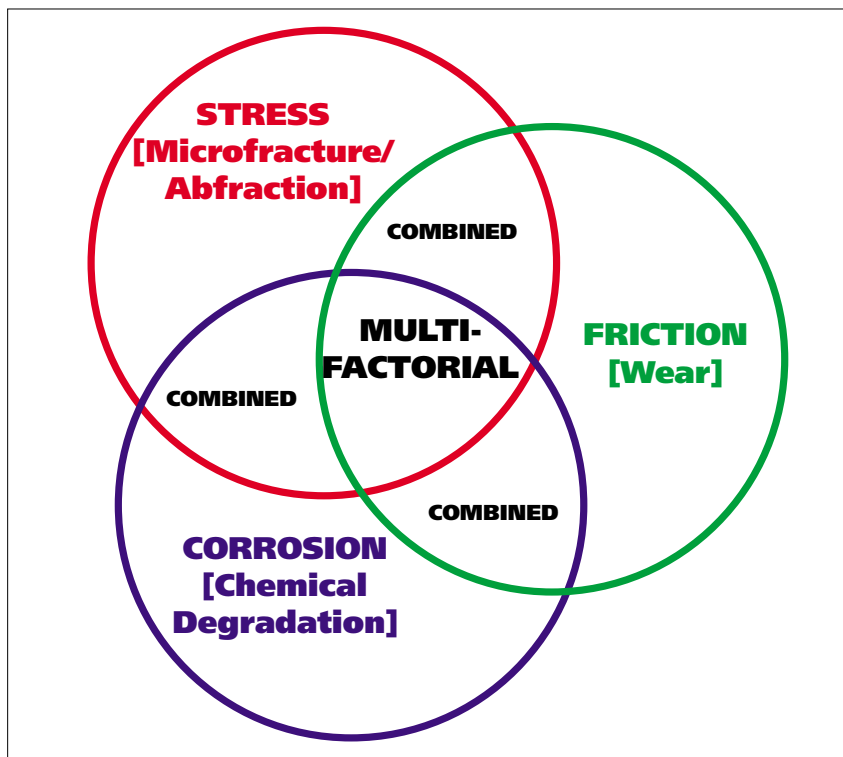 STRESS
[Microfracture/
Abfraction]
COMBINED
MULTI-
FACTORIAL
FRICTION
[Wear]
COMBINED
COMBINED
CORROSION
[Chemical
Degradation]